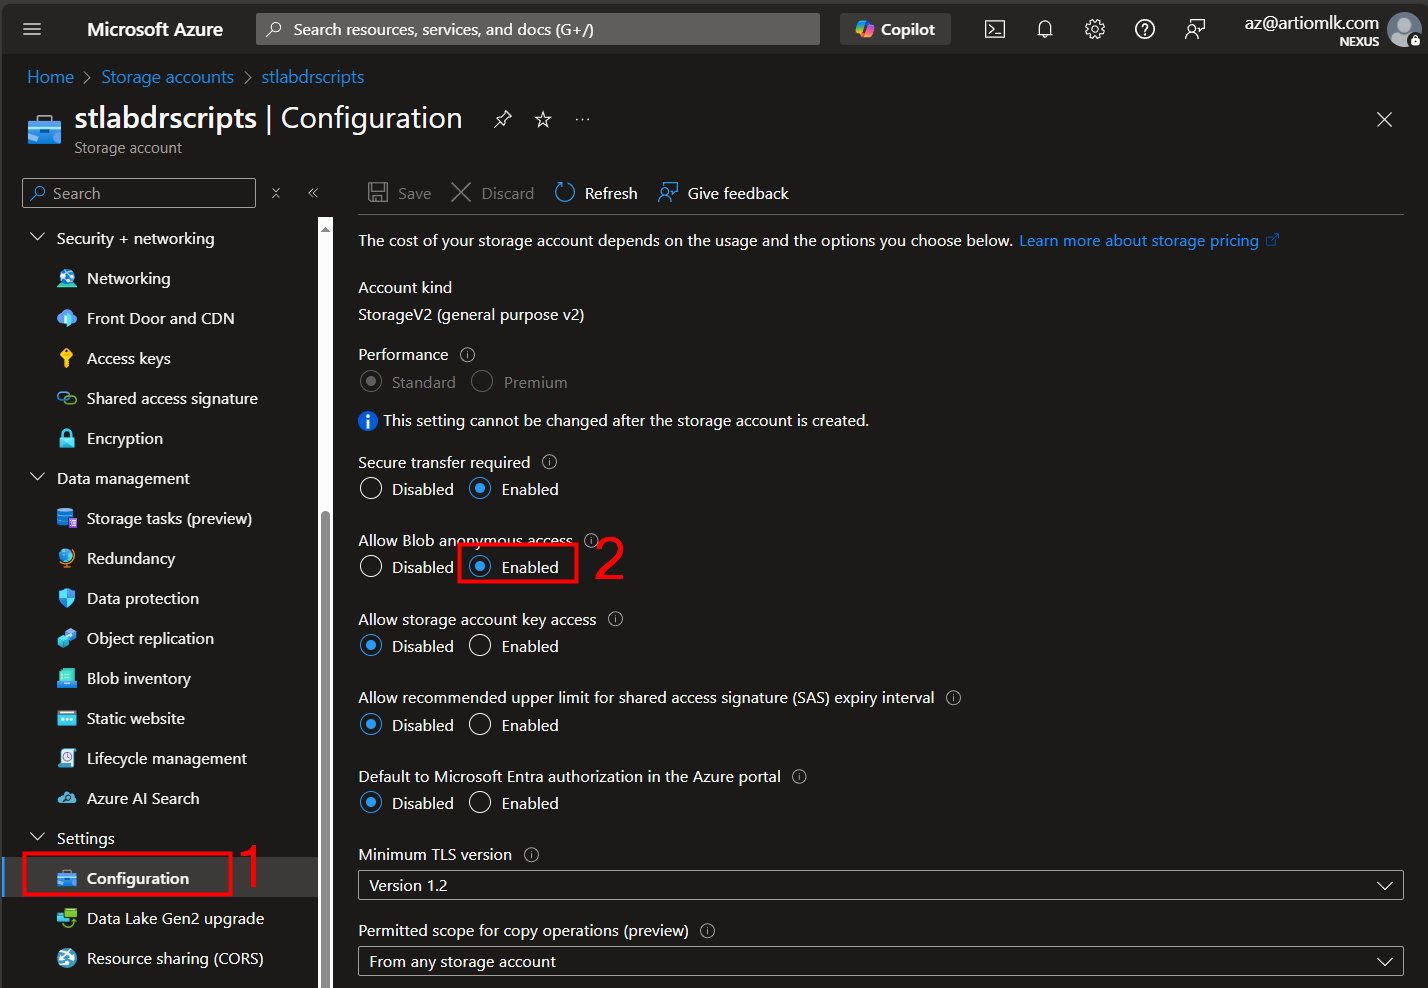 Microsoft Azure
Search resources, services, and docs (G+/)
Copilot
az@artiomlk.com
NEXUS
Home > Storage accounts > stlabdrscripts
stlabdrscripts | Configuration
Storage account
Search
Save
Discard
Refresh
Give feedback
Security + networking
Networking
Front Door and CDN
Access keys
Shared access signature
Encryption
Data management
Storage tasks (preview)
Redundancy
Data protection
Object replication
Blob inventory
Static website
Lifecycle management
Azure AI Search
Settings
Configuration
1
Data Lake Gen2 upgrade
Resource sharing (CORS)
The cost of your storage account depends on the usage and the options you choose below. Learn more about storage pricing
Account kind
StorageV2 (general purpose v2)
Performance
Standard Premium
This setting cannot be changed after the storage account is created.
Secure transfer required
Disabled Enabled
Allow Blob anonymous access
Disabled Enabled
2
Allow storage account key access
Disabled Enabled
Allow recommended upper limit for shared access signature (SAS) expiry interval
Disabled Enabled
Default to Microsoft Entra authorization in the Azure portal
Disabled Enabled
Minimum TLS version
Version 1.2
Permitted scope for copy operations (preview)
From any storage account